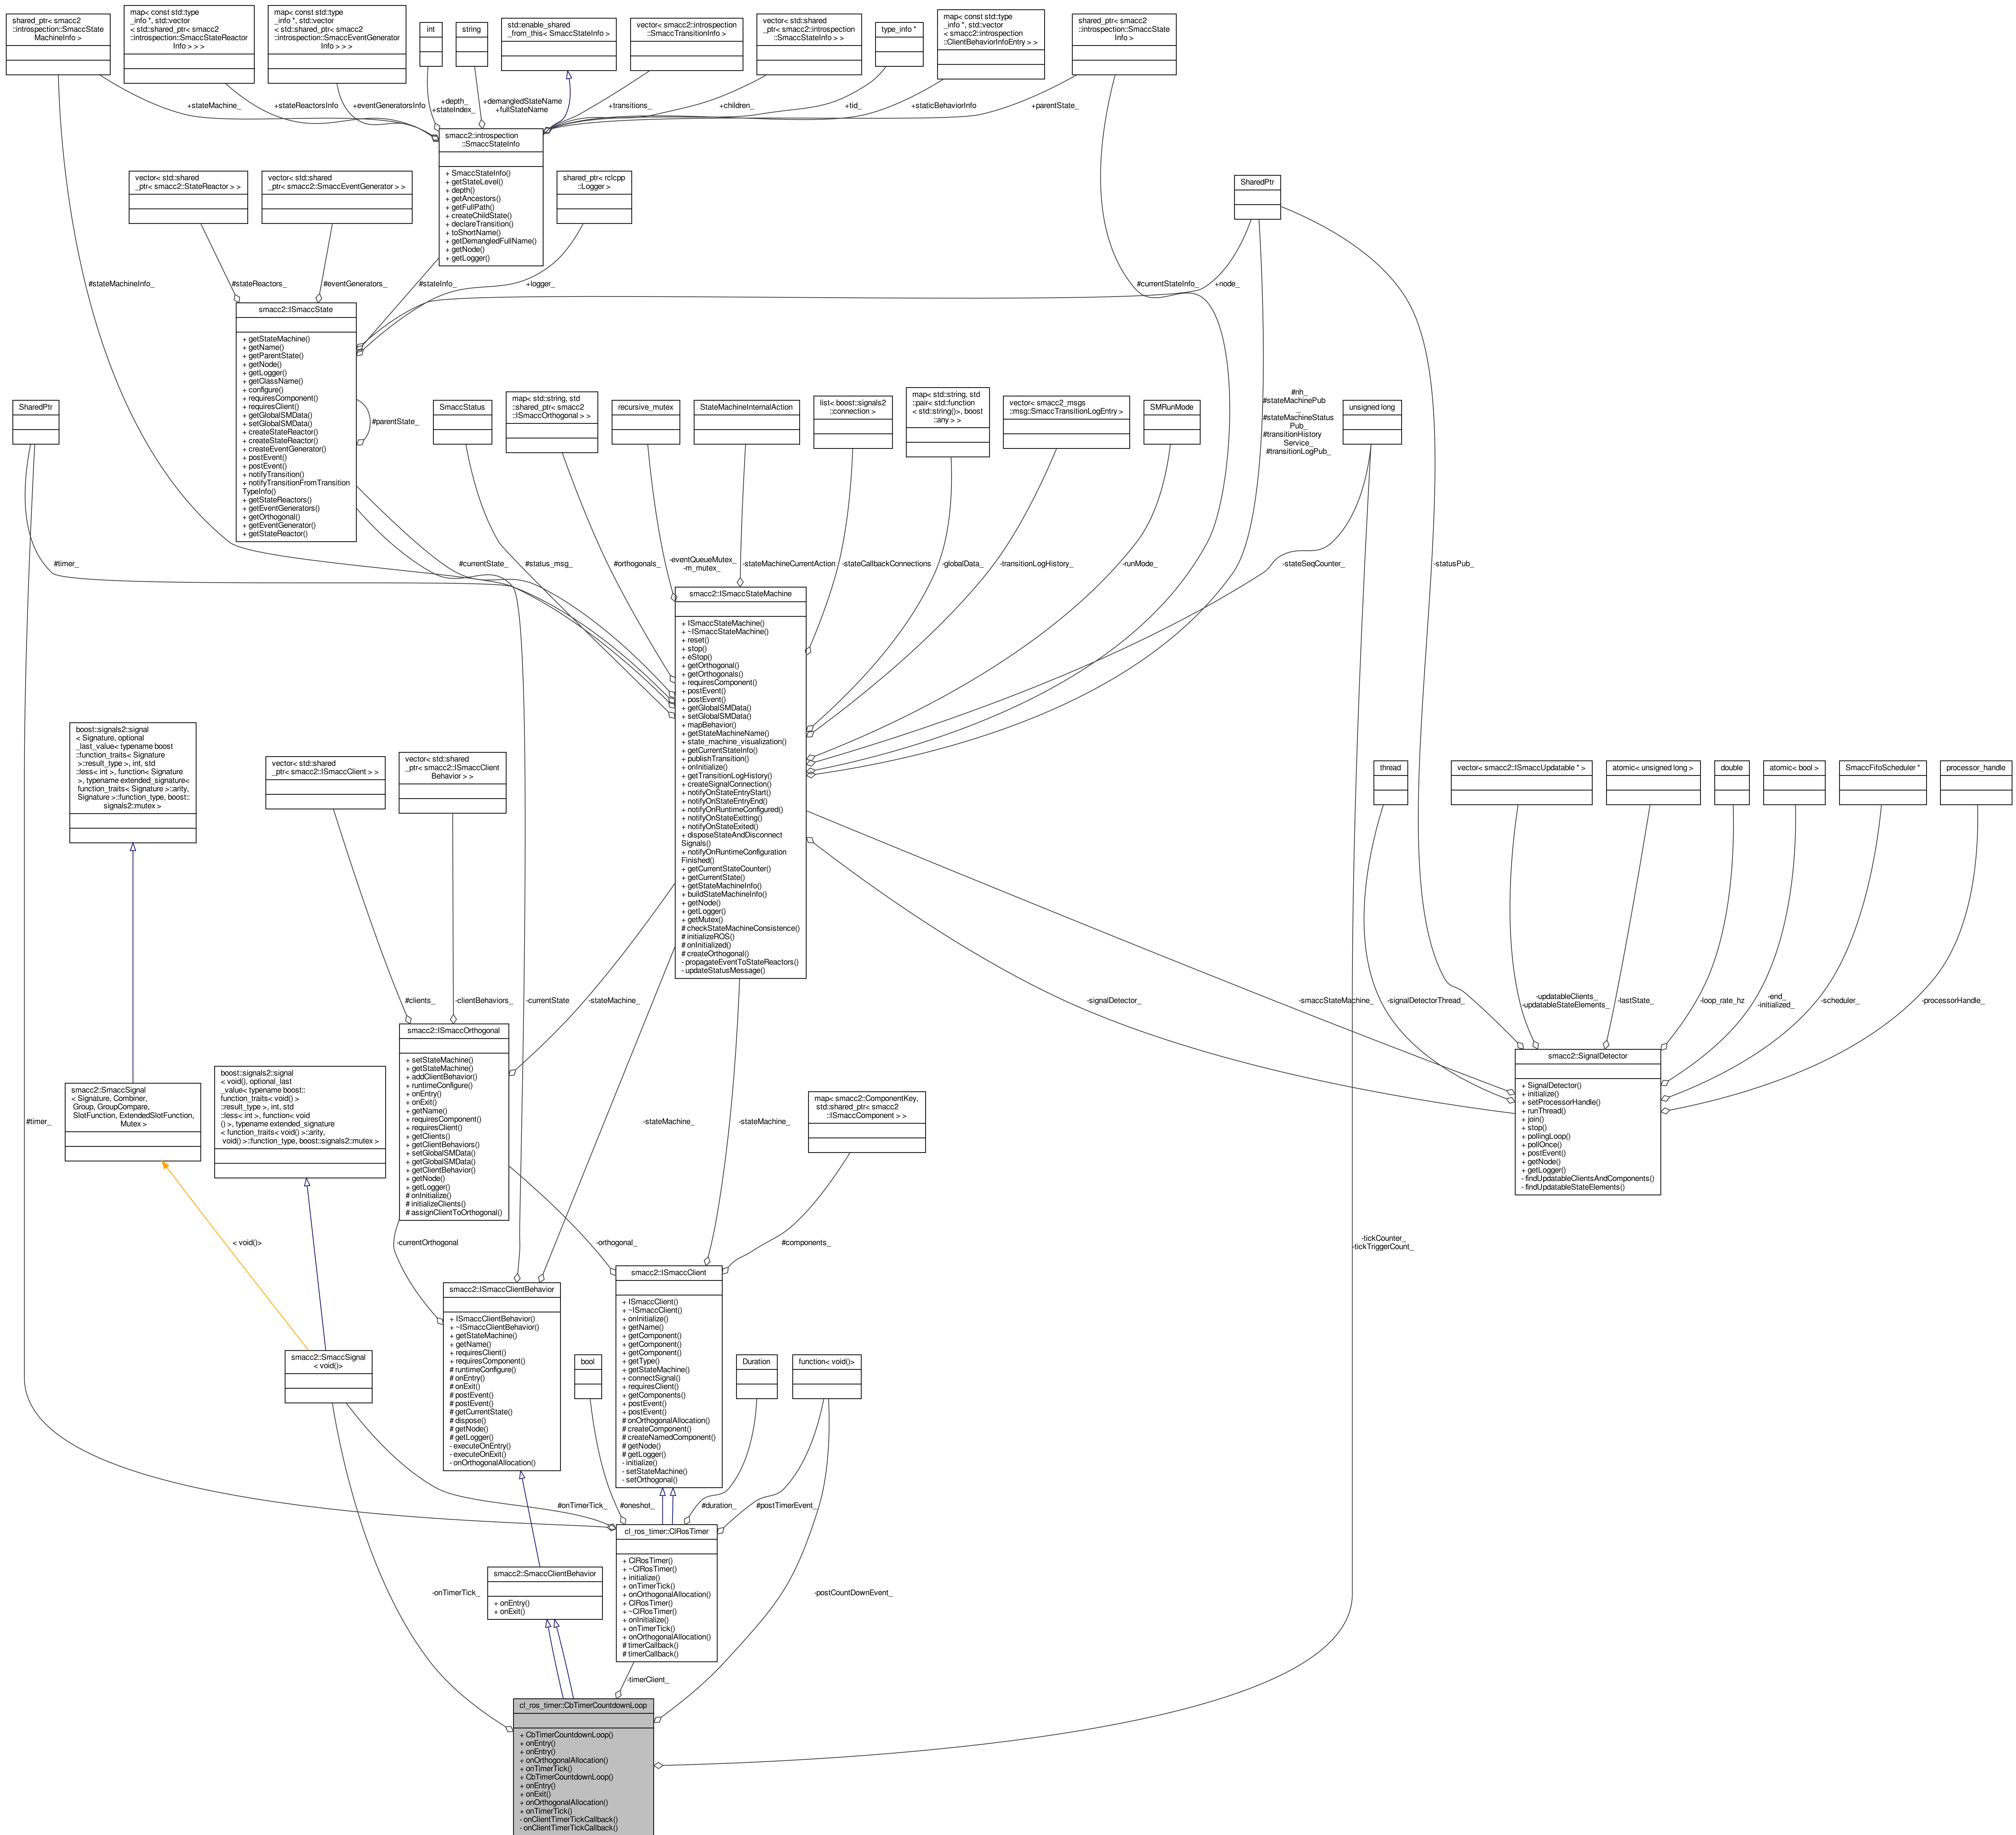 shared_ptr< smacc2
::introspection::SmaccState
MachineInfo >
map< const std::type
_info *, std::vector
< std::shared_ptr< smacc2
::introspection::SmaccStateReactor
Info > > >
map< const std::type
_info *, std::vector
< std::shared_ptr< smacc2
::introspection::SmaccEventGenerator
Info > > >
int
string
std::enable_shared
_from_this< SmaccStateInfo >
vector< smacc2::introspection
::SmaccTransitionInfo >
vector< std::shared
_ptr< smacc2::introspection
::SmaccStateInfo > >
type_info *
map< const std::type
_info *, std::vector
< smacc2::introspection
::ClientBehaviorInfoEntry > >
shared_ptr< smacc2
::introspection::SmaccState
Info >
+stateMachine_
+stateReactorsInfo
+eventGeneratorsInfo
+depth_
+stateIndex_
+demangledStateName
+fullStateName
+transitions_
+children_
+tid_
+staticBehaviorInfo
+parentState_
smacc2::introspection
::SmaccStateInfo
+ SmaccStateInfo()
+ getStateLevel()
+ depth()
+ getAncestors()
+ getFullPath()
+ createChildState()
+ declareTransition()
+ toShortName()
+ getDemangledFullName()
+ getNode()
+ getLogger()
vector< std::shared
_ptr< smacc2::StateReactor > >
vector< std::shared
_ptr< smacc2::SmaccEventGenerator > >
shared_ptr< rclcpp
::Logger >
SharedPtr
#stateMachineInfo_
#stateReactors_
#eventGenerators_
#stateInfo_
+logger_
#currentStateInfo_
+node_
smacc2::ISmaccState
+ getStateMachine()
+ getName()
+ getParentState()
+ getNode()
+ getLogger()
+ getClassName()
+ configure()
+ requiresComponent()
+ requiresClient()
+ getGlobalSMData()
+ setGlobalSMData()
+ createStateReactor()
+ createStateReactor()
+ createEventGenerator()
+ postEvent()
+ postEvent()
+ notifyTransition()
+ notifyTransitionFromTransition
TypeInfo()
+ getStateReactors()
+ getEventGenerators()
+ getOrthogonal()
+ getEventGenerator()
+ getStateReactor()
#parentState_
SharedPtr
SmaccStatus
map< std::string, std
::shared_ptr< smacc2
::ISmaccOrthogonal > >
recursive_mutex
StateMachineInternalAction
list< boost::signals2
::connection >
map< std::string, std
::pair< std::function
< std::string()>, boost
::any > >
vector< smacc2_msgs
::msg::SmaccTransitionLogEntry >
SMRunMode
#nh_
#stateMachinePub
_
#stateMachineStatus
Pub_
#transitionHistory
Service_
#transitionLogPub_
unsigned long
#timer_
#currentState_
#status_msg_
#orthogonals_
-eventQueueMutex_
-m_mutex_
-stateMachineCurrentAction
-stateCallbackConnections
-globalData_
-transitionLogHistory_
-runMode_
-stateSeqCounter_
-statusPub_
smacc2::ISmaccStateMachine
+ ISmaccStateMachine()
+ ~ISmaccStateMachine()
+ reset()
+ stop()
+ eStop()
+ getOrthogonal()
+ getOrthogonals()
+ requiresComponent()
+ postEvent()
+ postEvent()
+ getGlobalSMData()
+ setGlobalSMData()
+ mapBehavior()
+ getStateMachineName()
+ state_machine_visualization()
+ getCurrentStateInfo()
+ publishTransition()
+ onInitialize()
+ getTransitionLogHistory()
+ createSignalConnection()
+ notifyOnStateEntryStart()
+ notifyOnStateEntryEnd()
+ notifyOnRuntimeConfigured()
+ notifyOnStateExitting()
+ notifyOnStateExited()
+ disposeStateAndDisconnect
Signals()
+ notifyOnRuntimeConfiguration
Finished()
+ getCurrentStateCounter()
+ getCurrentState()
+ getStateMachineInfo()
+ buildStateMachineInfo()
+ getNode()
+ getLogger()
+ getMutex()
# checkStateMachineConsistence()
# initializeROS()
# onInitialized()
# createOrthogonal()
- propagateEventToStateReactors()
- updateStatusMessage()
boost::signals2::signal
< Signature, optional
_last_value< typename boost
::function_traits< Signature
>::result_type >, int, std
::less< int >, function< Signature
>, typename extended_signature<
function_traits< Signature >::arity,
Signature >::function_type, boost::
signals2::mutex >
vector< std::shared
_ptr< smacc2::ISmaccClient > >
vector< std::shared
_ptr< smacc2::ISmaccClient
Behavior > >
thread
vector< smacc2::ISmaccUpdatable * >
atomic< unsigned long >
double
atomic< bool >
SmaccFifoScheduler *
processor_handle
#clients_
-clientBehaviors_
-currentState
-stateMachine_
-signalDetector_
-smaccStateMachine_
-signalDetectorThread_
-updatableClients_
-updatableStateElements_
-lastState_
-loop_rate_hz
-end_
-initialized_
-scheduler_
-processorHandle_
smacc2::ISmaccOrthogonal
+ setStateMachine()
+ getStateMachine()
+ addClientBehavior()
+ runtimeConfigure()
+ onEntry()
+ onExit()
+ getName()
+ requiresComponent()
+ requiresClient()
+ getClients()
+ getClientBehaviors()
+ setGlobalSMData()
+ getGlobalSMData()
+ getClientBehavior()
+ getNode()
+ getLogger()
# onInitialize()
# initializeClients()
# assignClientToOrthogonal()
smacc2::SignalDetector
+ SignalDetector()
+ initialize()
+ setProcessorHandle()
+ runThread()
+ join()
+ stop()
+ pollingLoop()
+ pollOnce()
+ postEvent()
+ getNode()
+ getLogger()
- findUpdatableClientsAndComponents()
- findUpdatableStateElements()
smacc2::SmaccSignal
< Signature, Combiner,
Group, GroupCompare,
SlotFunction, ExtendedSlotFunction,
Mutex >
boost::signals2::signal
< void(), optional_last
_value< typename boost::
function_traits< void() >
::result_type >, int, std
::less< int >, function< void
() >, typename extended_signature
< function_traits< void() >::arity,
void() >::function_type, boost::signals2::mutex >
map< smacc2::ComponentKey,
std::shared_ptr< smacc2
::ISmaccComponent > >
#timer_
-stateMachine_
-stateMachine_
< void()>
-currentOrthogonal
-orthogonal_
#components_
-tickCounter_
-tickTriggerCount_
smacc2::ISmaccClientBehavior
+ ISmaccClientBehavior()
+ ~ISmaccClientBehavior()
+ getStateMachine()
+ getName()
+ requiresClient()
+ requiresComponent()
# runtimeConfigure()
# onEntry()
# onExit()
# postEvent()
# postEvent()
# getCurrentState()
# dispose()
# getNode()
# getLogger()
- executeOnEntry()
- executeOnExit()
- onOrthogonalAllocation()
smacc2::ISmaccClient
+ ISmaccClient()
+ ~ISmaccClient()
+ onInitialize()
+ getName()
+ getComponent()
+ getComponent()
+ getComponent()
+ getType()
+ getStateMachine()
+ connectSignal()
+ requiresClient()
+ getComponents()
+ postEvent()
+ postEvent()
# onOrthogonalAllocation()
# createComponent()
# createNamedComponent()
# getNode()
# getLogger()
- initialize()
- setStateMachine()
- setOrthogonal()
smacc2::SmaccSignal
< void()>
bool
Duration
function< void()>
#onTimerTick_
#oneshot_
#duration_
#postTimerEvent_
cl_ros_timer::ClRosTimer
+ ClRosTimer()
+ ~ClRosTimer()
+ initialize()
+ onTimerTick()
+ onOrthogonalAllocation()
+ ClRosTimer()
+ ~ClRosTimer()
+ onInitialize()
+ onTimerTick()
+ onOrthogonalAllocation()
# timerCallback()
# timerCallback()
smacc2::SmaccClientBehavior
+ onEntry()
+ onExit()
-onTimerTick_
-postCountDownEvent_
-timerClient_
cl_ros_timer::CbTimerCountdownLoop
+ CbTimerCountdownLoop()
+ onEntry()
+ onEntry()
+ onOrthogonalAllocation()
+ onTimerTick()
+ CbTimerCountdownLoop()
+ onEntry()
+ onExit()
+ onOrthogonalAllocation()
+ onTimerTick()
- onClientTimerTickCallback()
- onClientTimerTickCallback()